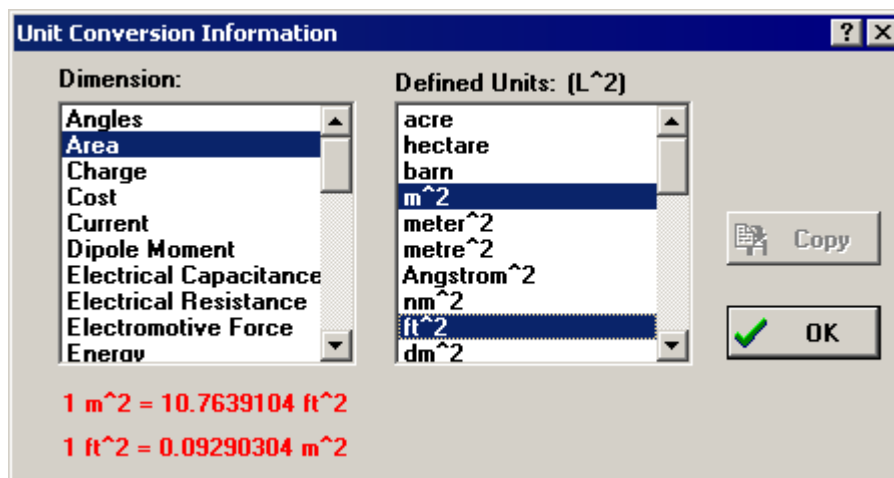 Unit Conversion Information
Dimension:
Angles
Area
Charge
Cost
Current
Dipole Moment
Electrical Capacitance
Electrical Resistance
Electromotive Force
Energy
Defined Units: (L^2)
acre
hectare
barn
m^2
meter^2
metre^2
Angstrom^2
nm^2
ft^2
dm^2
Copy
OK
1 m^2 = 10.7639104 ft^2
1 ft^2 = 0.09290304 m^2